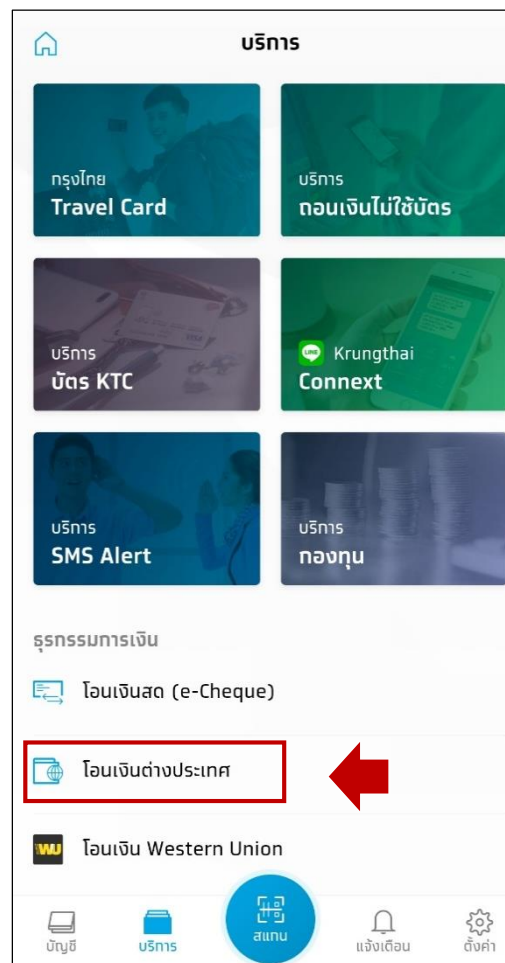 บริการ
กรุงไทย
Travel Card
บริการ
ถอนเงินไม่ใช้บัตร
บริการ
บัตร KTC
LINE Krungthai
Connext
บริการ
SMS Alert
บริการ
กองทุน
ธุรกรรมการเงิน
โอนเงินสด (e-Cheque)
โอนเงินต่างประเทศ
WU โอนเงิน Western Union
บัญชี
บริการ
สแกน
แจ้งเตือน
ตั้งค่า